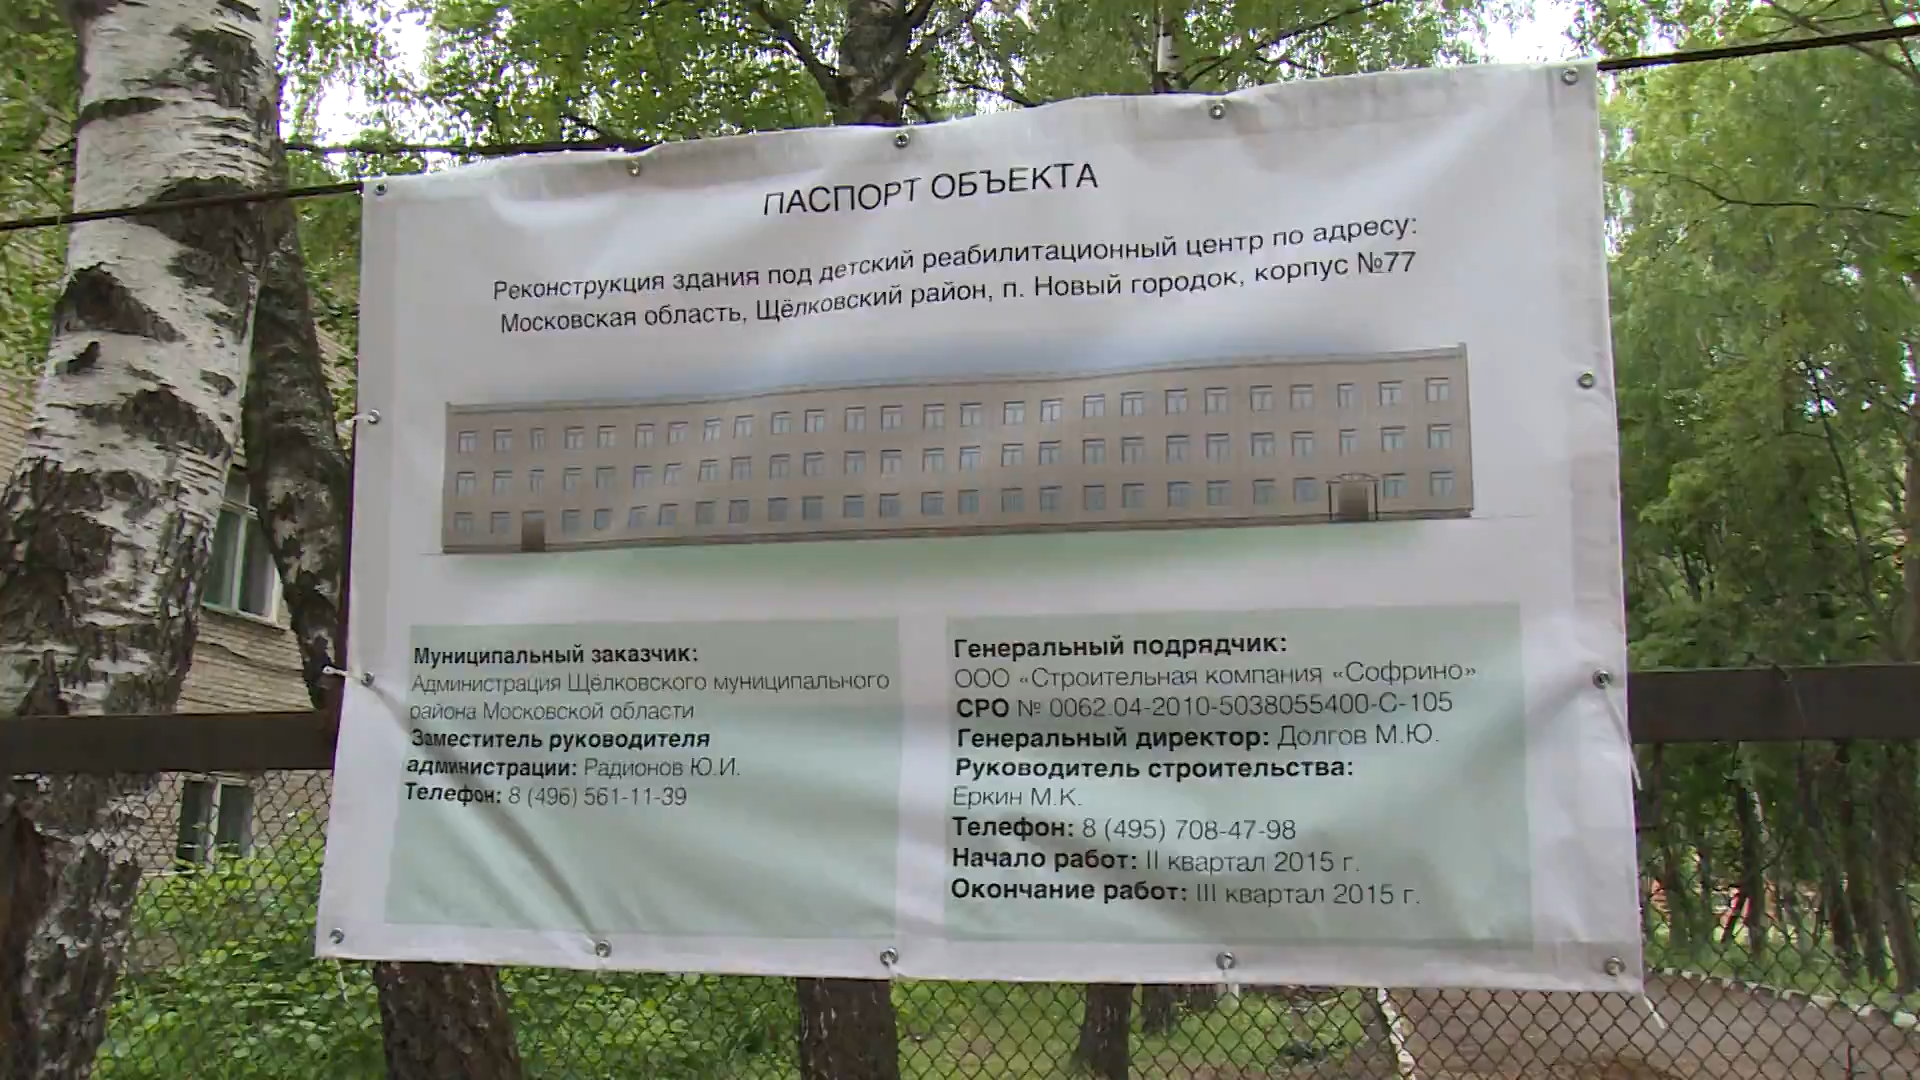 ПАСПОРТ ОБЪЕКТА
Реконструкция здания под детский реабилитационный центр по адресу:
Московская область, Щёлковский район, п. Новый городок, корпус №77
Муниципальный заказчик:
Администрация Щёлковского муниципального
района Московской области
Заместитель руководителя
администрации: Радионов Ю.И.
Телефон: 8 (496) 561-11-39
Генеральный подрядчик:
ООО «Строительная компания «Софрино»
СРО № 0062.04-2010-5038055400-С-105
Генеральный директор: Долгов М.Ю.
Руководитель строительства:
Еркин М.К.
Телефон: 8 (495) 708-47-98
Начало работ: II квартал 2015 г.
Окончание работ: III квартал 2015 г.